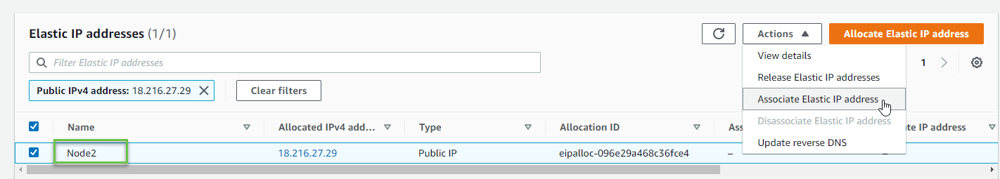 Elastic IP addresses (1/1)
Actions
Allocate Elastic IP address
Filter Elastic IP addresses
1
Public IPv4 address: 18.216.27.29
Clear filters
View details
Release Elastic IP addresses
Associate Elastic IP address
Disassociate Elastic IP address
Update reverse DNS
Name Allocated IPv4 add... Type Allocation ID Ass te IP address
Node2 18.216.27.29 Public IP eipalloc-096e29a468c36fce4 – –